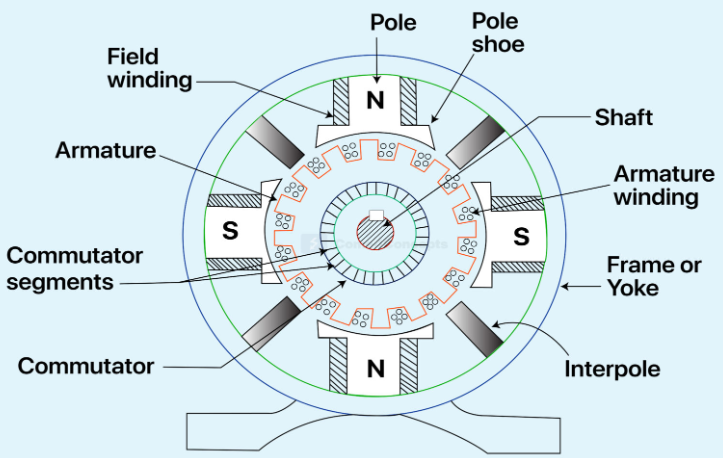 Pole
Pole
shoe
Field
winding
N
Shaft
Armature
Armature
winding
S
S
Commutator
segments
Frame or
Yoke
Commutator
N
Interpole